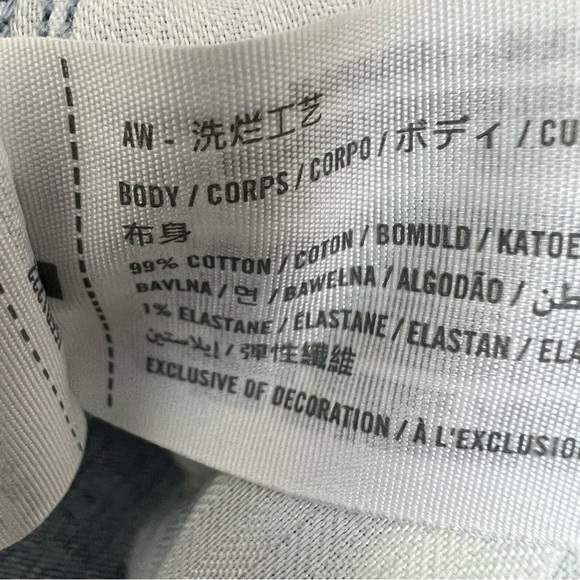 AW - 洗烂工艺
BODY / CORPS / CORPO / ボディ / CU
布身
99% COTTON / COTON / BOMULD / KATOE
BAVLNA / 면 / BAWEŁNA / ALGODÃO / قطن
1% ELASTANE / ELASTANE / ELASTAN / ELA
إيلاستين / 彈性纖維
EXCLUSIVE OF DECORATION / À L'EXCLUSION